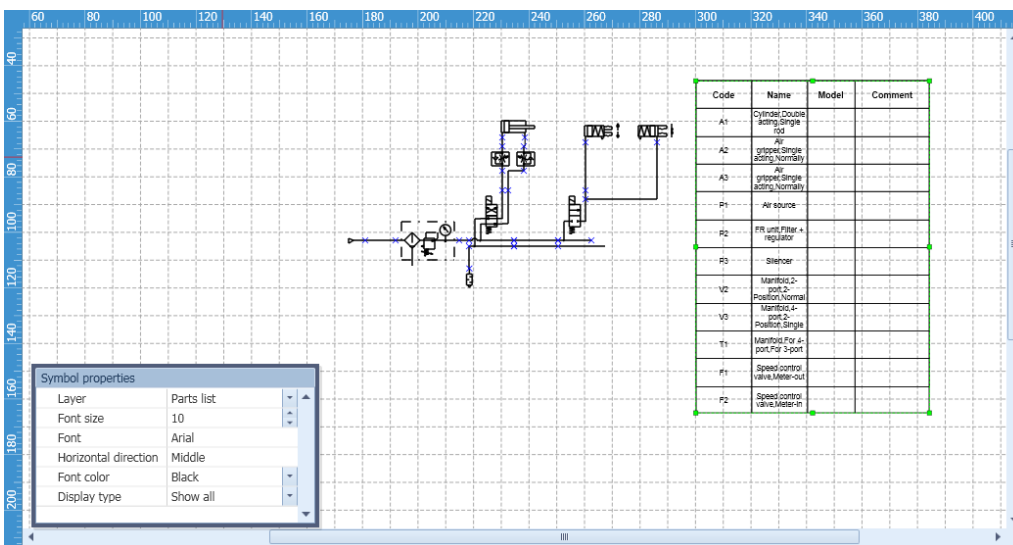 60 80 100 120 140 160 180 200 220 240 260 280 300 320 340 360 380 400
40
60
80
100
120
140
160
180
200
Code Name Model Comment
A1 Cylinder,Double
acting,Single
rod
A2 Air
gripper,Single
acting,Normally
A3 Air
gripper,Single
acting,Normally
P1 Air source
P2 FR unit,Filter +
regulator
P3 Silencer
V2 Manifold,2-
port,2-
Position,Normal
V3 Manifold,4-
port,2-
Position,Single
T1 Manifold,For 4-
port,For 3-port
F1 Speed control
valve,Meter-out
F2 Speed control
valve,Meter-in
Symbol properties
Layer Parts list
Font size 10
Font Arial
Horizontal direction Middle
Font color Black
Display type Show all